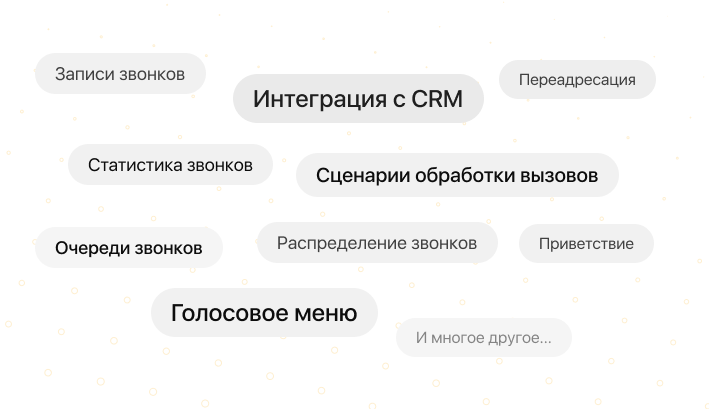 Записи звонков
Интеграция с CRM
Переадресация
Статистика звонков
Сценарии обработки вызовов
Очереди звонков
Распределение звонков
Приветствие
Голосовое меню
И многое другое...